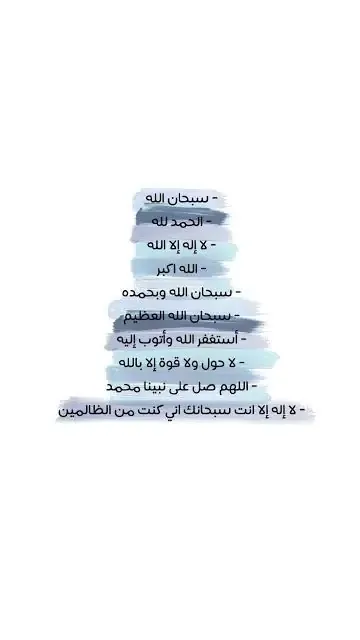 - سبحان الله
- الحمد لله
- لا إله إلا الله
- الله اكبر
- سبحان الله وبحمده
- سبحان الله العظيم
- أستغفر الله وأتوب إليه
- لا حول ولا قوة إلا بالله
- اللهم صل على نبينا محمد
- لا إله إلا انت سبحانك اني كنت من الظالمين